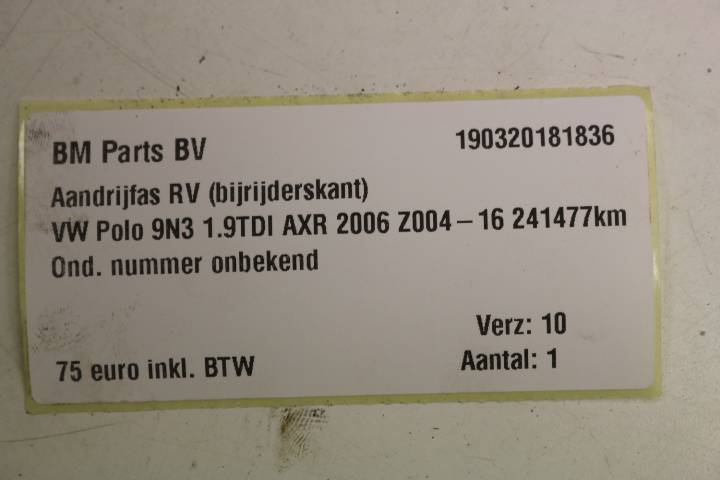 BM Parts BV 190320181836
Aandrijfas RV (bijrijderskant)
VW Polo 9N3 1.9TDI AXR 2006 Z004 – 16 241477km
Ond. nummer onbekend
Verz: 10
75 euro inkl. BTW Aantal: 1